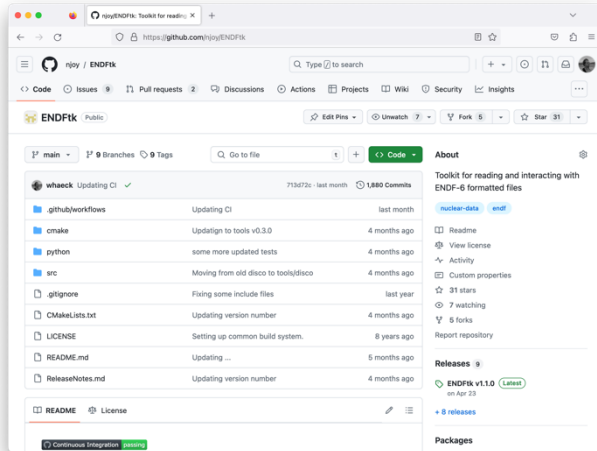 njoy/ENDFtk: Toolkit for reading
https://github.com/njoy/ENDFtk
njoy / ENDFtk
Type / to search
Code Issues 9 Pull requests 2 Discussions Actions Projects Wiki Security Insights
ENDFtk Public
Edit Pins Unwatch 7 Fork 5 Star 31
main 9 Branches 9 Tags Go to file t Code
whaeck Updating CI 713d72c · last month 1,880 Commits
.github/workflows Updating CI last month
cmake Updatign to tools v0.3.0 4 months ago
python some more updated tests 4 months ago
src Moving from old disco to tools/disco 4 months ago
.gitignore Fixing some include files last year
CMakeLists.txt Updating version number 4 months ago
LICENSE Setting up common build system. 8 years ago
README.md Updating ... 5 months ago
ReleaseNotes.md Updating version number 4 months ago
README License
Continuous Integration passing
About
Toolkit for reading and interacting with
ENDF-6 formatted files
nuclear-data endf
Readme
View license
Activity
Custom properties
31 stars
7 watching
5 forks
Report repository
Releases 9
ENDFtk v1.1.0 Latest
on Apr 23
+ 8 releases
Packages